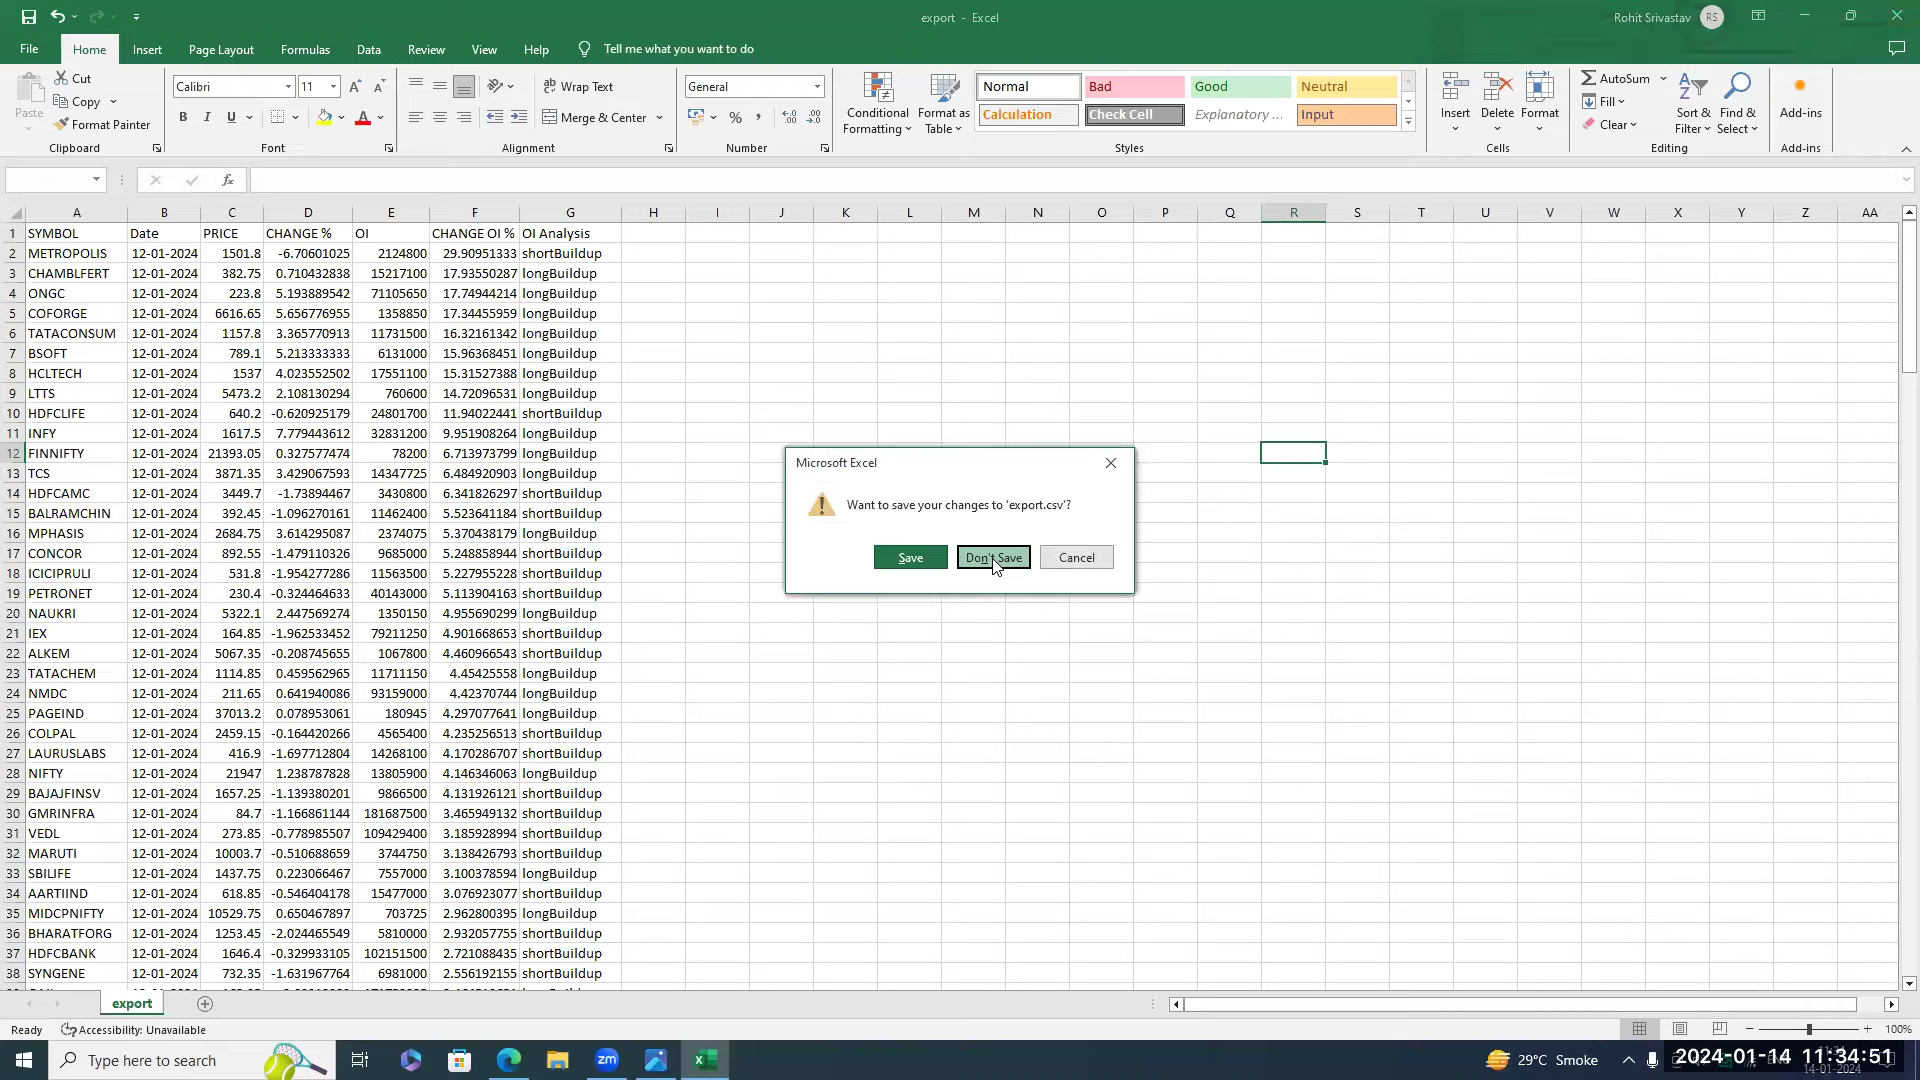 export - Excel
Rohit Srivastav RS
File Home Insert Page Layout Formulas Data Review View Help Tell me what you want to do
Paste
Cut
Copy
Format Painter
Clipboard
Calibri 11
B I U
Font
Wrap Text
Merge & Center
Alignment
General
Number
Conditional Formatting
Format as Table
Normal Bad Good Neutral
Calculation Check Cell Explanatory ... Input
Styles
Insert Delete Format
Cells
AutoSum
Fill
Clear
Sort & Filter
Find & Select
Editing
Add-ins
Add-ins
A B C D E F G H I J K L M N O P Q R S T U V W X Y Z AA
1 SYMBOL Date PRICE CHANGE % OI CHANGE OI % OI Analysis
2 METROPOLIS 12-01-2024 1501.8 -6.70601025 2124800 29.90951333 shortBuildup
3 CHAMBLFERT 12-01-2024 382.75 0.710432838 15217100 17.93550287 longBuildup
4 ONGC 12-01-2024 223.8 5.193889542 71105650 17.74944214 longBuildup
5 COFORGE 12-01-2024 6616.65 5.656776955 1358850 17.34455959 longBuildup
6 TATACONSUM 12-01-2024 1157.8 3.365770913 11731500 16.32161342 longBuildup
7 BSOFT 12-01-2024 789.1 5.213333333 6131000 15.96368451 longBuildup
8 HCLTECH 12-01-2024 1537 4.023552502 17551100 15.31527388 longBuildup
9 LTTS 12-01-2024 5473.2 2.108130294 760600 14.72096531 longBuildup
10 HDFCLIFE 12-01-2024 640.2 -0.620925179 24801700 11.94022441 shortBuildup
11 INFY 12-01-2024 1617.5 7.779443612 32831200 9.951908264 longBuildup
12 FINNIFTY 12-01-2024 21393.05 0.327577474 78200 6.713973799 longBuildup
13 TCS 12-01-2024 3871.35 3.429067593 14347725 6.484920903 longBuildup
14 HDFCAMC 12-01-2024 3449.7 -1.73894467 3430800 6.341826297 shortBuildup
15 BALRAMCHIN 12-01-2024 392.45 -1.096270161 11462400 5.523641184 shortBuildup
16 MPHASIS 12-01-2024 2684.75 3.614295087 2374075 5.370438179 longBuildup
17 CONCOR 12-01-2024 892.55 -1.479110326 9685000 5.248858944 shortBuildup
18 ICICIPRULI 12-01-2024 531.8 -1.954277286 11563500 5.227955228 shortBuildup
19 PETRONET 12-01-2024 230.4 -0.324464633 40143000 5.113904163 shortBuildup
20 NAUKRI 12-01-2024 5322.1 2.447569274 1350150 4.955690299 longBuildup
21 IEX 12-01-2024 164.85 -1.962533452 79211250 4.901668653 shortBuildup
22 ALKEM 12-01-2024 5067.35 -0.208745655 1067800 4.460966543 shortBuildup
23 TATACHEM 12-01-2024 1114.85 0.459562965 11711150 4.45425558 longBuildup
24 NMDC 12-01-2024 211.65 0.641940086 93159000 4.42370744 longBuildup
25 PAGEIND 12-01-2024 37013.2 0.078953061 180945 4.297077641 longBuildup
26 COLPAL 12-01-2024 2459.15 -0.164420266 4565400 4.235256513 shortBuildup
27 LAURUSLABS 12-01-2024 416.9 -1.697712804 14268100 4.170286707 shortBuildup
28 NIFTY 12-01-2024 21947 1.238787828 13805900 4.146346063 longBuildup
29 BAJAJFINSV 12-01-2024 1657.25 -1.139380201 9866500 4.131926121 shortBuildup
30 GMRINFRA 12-01-2024 84.7 -1.166861144 181687500 3.465949132 shortBuildup
31 VEDL 12-01-2024 273.85 -0.778985507 109429400 3.185928994 shortBuildup
32 MARUTI 12-01-2024 10003.7 -0.510688659 3744750 3.138426793 shortBuildup
33 SBILIFE 12-01-2024 1437.75 0.223066467 7557000 3.100378594 longBuildup
34 AARTIIND 12-01-2024 618.85 -0.546404178 15477000 3.076923077 shortBuildup
35 MIDCPNIFTY 12-01-2024 10529.75 0.650467897 703725 2.962800395 longBuildup
36 BHARATFORG 12-01-2024 1253.45 -2.024465549 5810000 2.932057755 shortBuildup
37 HDFCBANK 12-01-2024 1646.4 -0.329933105 102151500 2.721088435 shortBuildup
38 SYNGENE 12-01-2024 732.35 -1.631967764 6981000 2.556192155 shortBuildup
Microsoft Excel
Want to save your changes to 'export.csv'?
Save Don't Save Cancel
export
Ready Accessibility: Unavailable 100%
Type here to search
zm
29°C Smoke
2024-01-14 11:34:51
14-01-2024